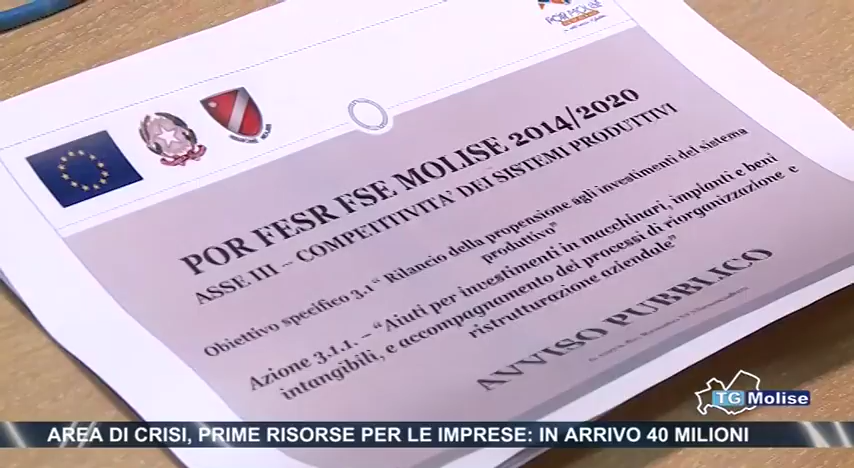 POR MOLISE
POR FESR FSE MOLISE 2014/2020
ASSE III – COMPETITIVITA' DEI SISTEMI PRODUTTIVI
Obiettivo specifico 3.1 " Rilancio della propensione agli investimenti del sistema
produttivo"
Azione 3.1.1. – "Aiuti per investimenti in macchinari, impianti e beni
intangibili, e accompagnamento dei processi di riorganizzazione e
ristrutturazione aziendale"
AVVISO PUBBLICO
TG Molise
AREA DI CRISI, PRIME RISORSE PER LE IMPRESE: IN ARRIVO 40 MILIONI